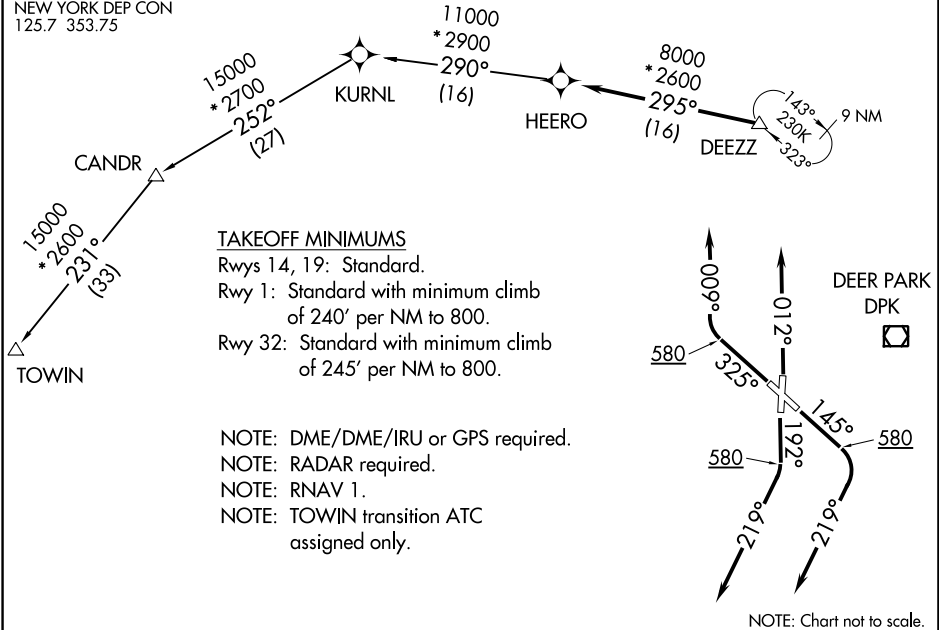 NEW YORK DEP CON
125.7 353.75
11000
*2900
290°
(16)
8000
*2600
295°
(16)
15000
*2700
252°
(27)
KURNL
HEERO
DEEZZ
143°
230K
323°
9 NM
CANDR
15000
*2600
231°
(33)
TOWIN
TAKEOFF MINIMUMS
Rwys 14, 19: Standard.
Rwy 1: Standard with minimum climb
of 240' per NM to 800.
Rwy 32: Standard with minimum climb
of 245' per NM to 800.
NOTE: DME/DME/IRU or GPS required.
NOTE: RADAR required.
NOTE: RNAV 1.
NOTE: TOWIN transition ATC
assigned only.
009°
012°
DEER PARK
DPK
580
325°
145°
192°
580
580
219°
219°
NOTE: Chart not to scale.